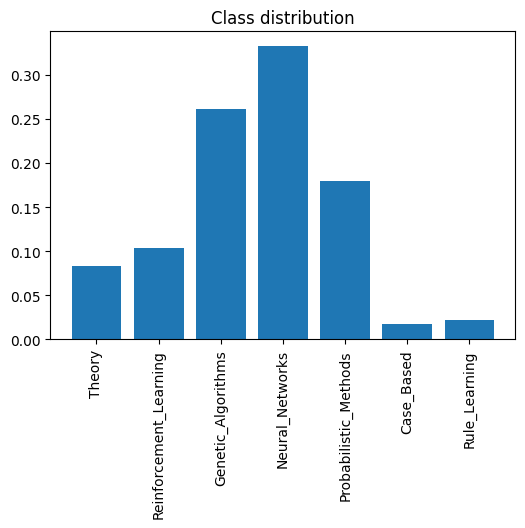 Class distribution
0.30
0.25
0.20
0.15
0.10
0.05
0.00
Theory
Reinforcement_Learning
Genetic_Algorithms
Neural_Networks
Probabilistic_Methods
Case_Based
Rule_Learning